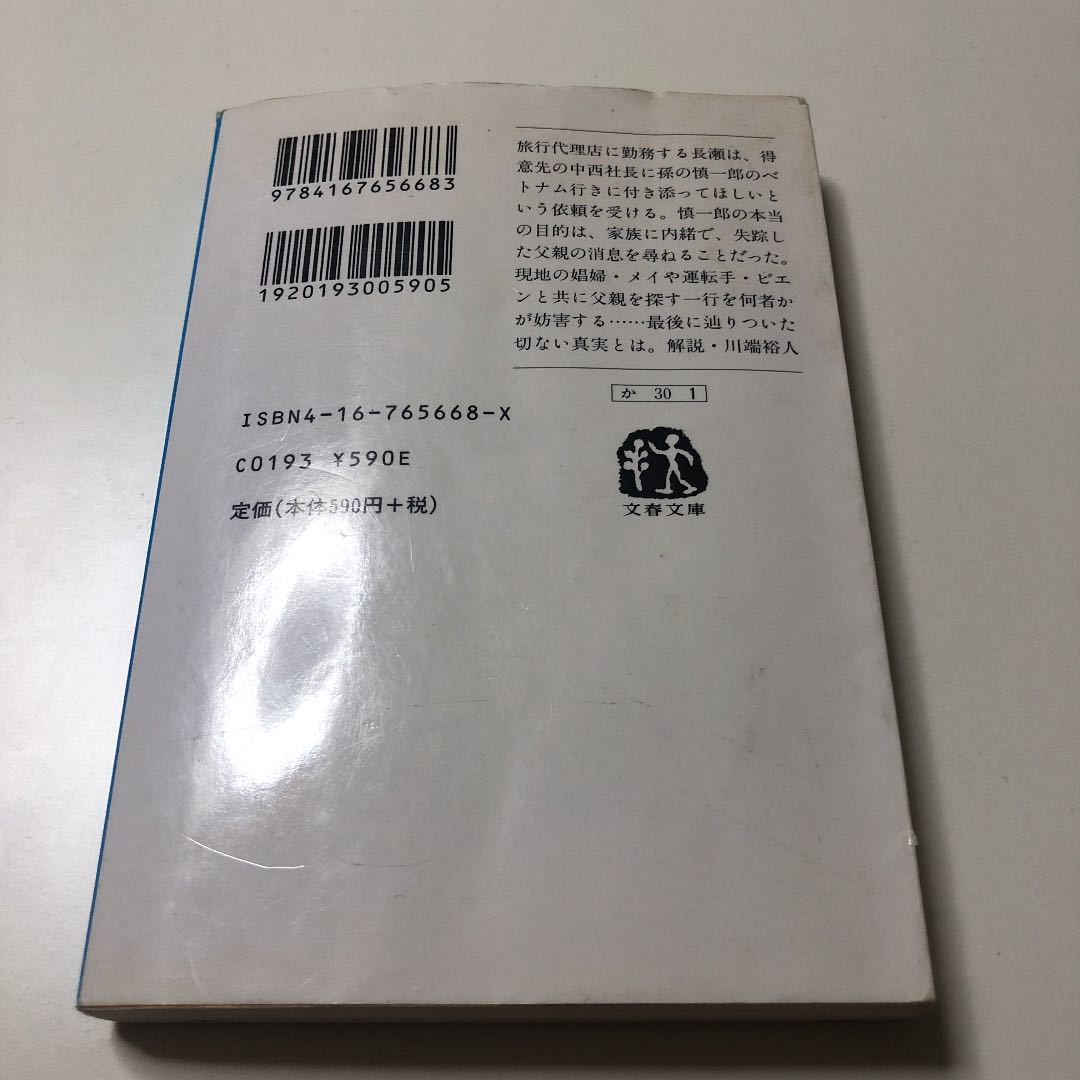 9784167656683
1920193005905
ISBN4-16-765668-X
C0193 ¥590E
定価(本体590円+税)
旅行代理店に勤務する長瀬は、得
意先の中西社長に孫の慎一郎のベ
トナム行きに付き添ってほしいと
いう依頼を受ける。慎一郎の本当
の目的は、家族に内緒で、失踪し
た父親の消息を尋ねることだった。
現地の娼婦・メイや運転手・ビエ
ンと共に父親を探す一行を何者か
が妨害する……最後に辿りついた
切ない真実とは。解説・川端裕人
か 30 1
文春文庫